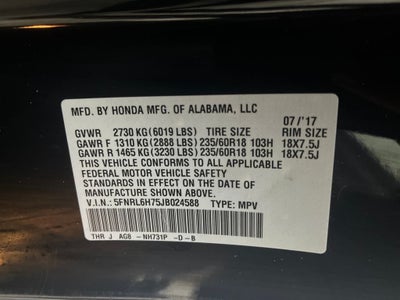 MFD. BY HONDA MFG. OF ALABAMA, LLC
07/'17
GVWR 2730 KG(6019 LBS) TIRE SIZE RIM SIZE
GAWR F 1310 KG(2888 LBS) 235/60R18 103H 18X7.5J
GAWR R 1465 KG(3230 LBS) 235/60R18 103H 18X7.5J
THIS VEHICLE CONFORMS TO ALL APPLICABLE
FEDERAL MOTOR VEHICLE SAFETY
STANDARDS IN EFFECT ON THE DATE OF
MANUFACTURE SHOWN ABOVE.
V.I.N.: 5FNRL6H75JB024588 TYPE: MPV
THR J AG8 -NH731P -D-B